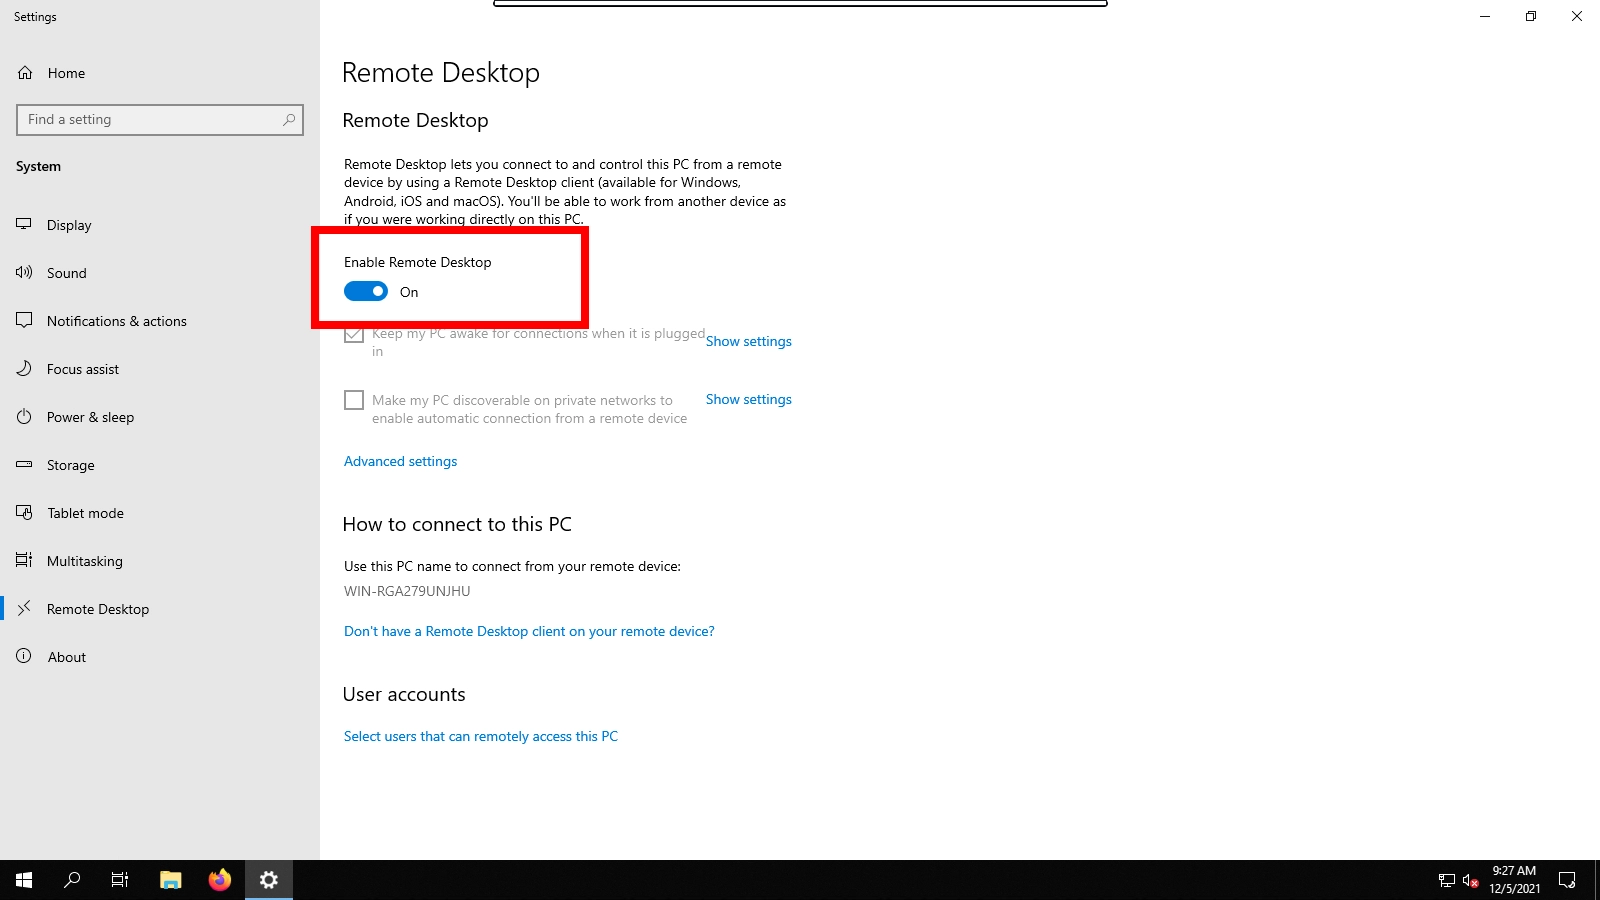 Settings
Home
Find a setting
System
Display
Sound
Notifications & actions
Focus assist
Power & sleep
Storage
Tablet mode
Multitasking
Remote Desktop
About
Remote Desktop
Remote Desktop
Remote Desktop lets you connect to and control this PC from a remote
device by using a Remote Desktop client (available for Windows,
Android, iOS and macOS). You'll be able to work from another device as
if you were working directly on this PC.
Enable Remote Desktop
On
Keep my PC awake for connections when it is plugged
in
Show settings
Make my PC discoverable on private networks to
enable automatic connection from a remote device
Show settings
Advanced settings
How to connect to this PC
Use this PC name to connect from your remote device:
WIN-RGA279UNJHU
Don't have a Remote Desktop client on your remote device?
User accounts
Select users that can remotely access this PC
9:27 AM
12/5/2021